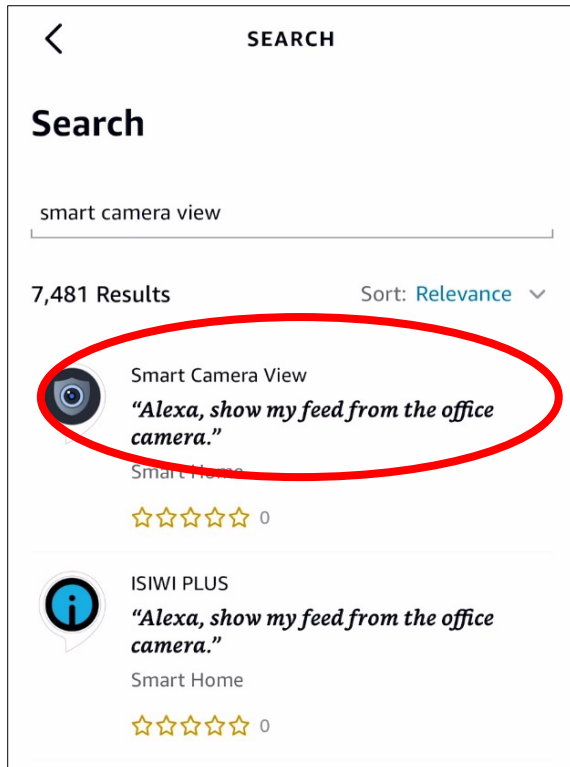 SEARCH
Search
smart camera view
7,481 Results
Sort: Relevance
Smart Camera View
“Alexa, show my feed from the office
camera.”
Smart Home
0
ISIWI PLUS
“Alexa, show my feed from the office
camera.”
Smart Home
0